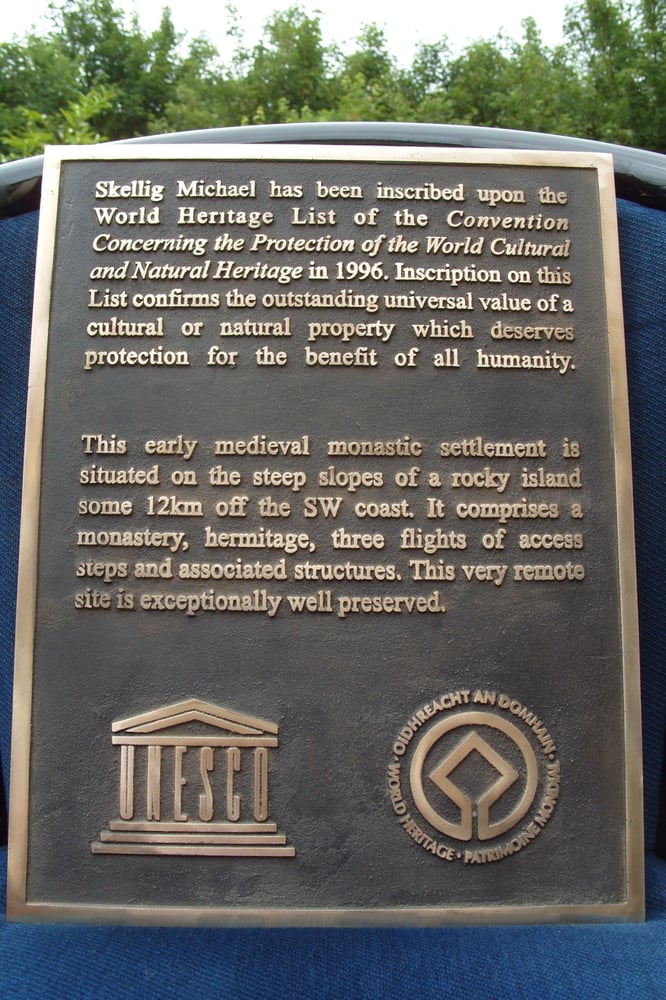 Skellig Michael has been inscribed upon the
World Heritage List of the Convention
Concerning the Protection of the World Cultural
and Natural Heritage in 1996. Inscription on this
List confirms the outstanding universal value of a
cultural or natural property which deserves
protection for the benefit of all humanity.
This early medieval monastic settlement is
situated on the steep slopes of a rocky island
some 12km off the SW coast. It comprises a
monastery, hermitage, three flights of access
steps and associated structures. This very remote
site is exceptionally well preserved.
UNESCO
OIDHREACHT AN DOMHAIN · WORLD HERITAGE · PATRIMOINE MONDIAL ·